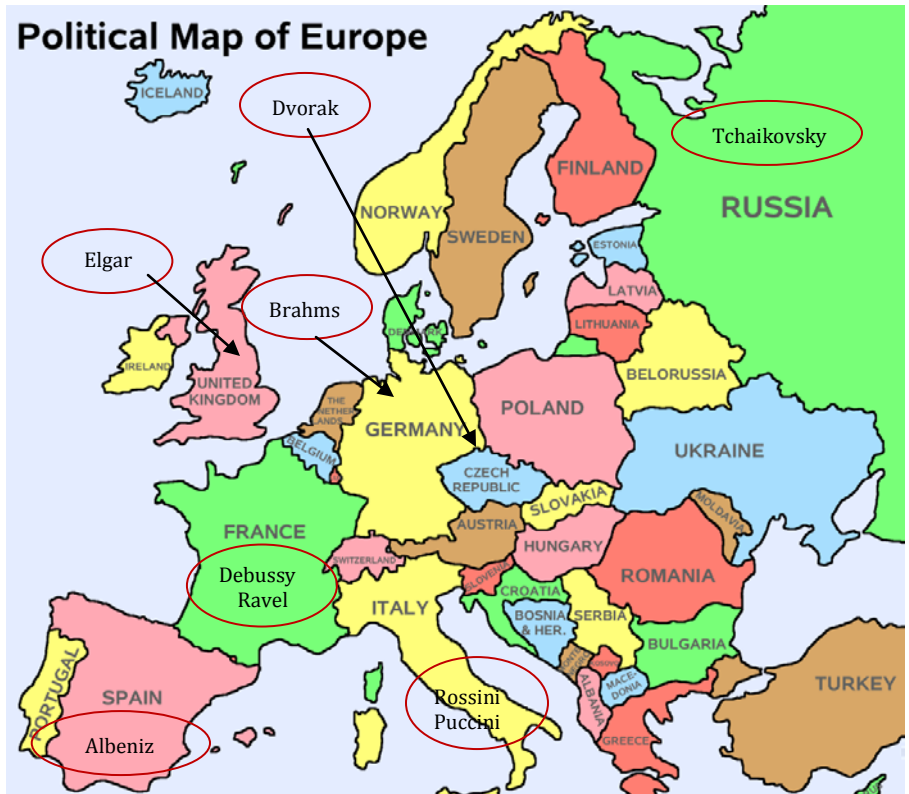 Political Map of Europe
ICELAND
Dvorak
Tchaikovsky
FINLAND
RUSSIA
NORWAY
SWEDEN
ESTONIA
Elgar
LATVIA
Brahms
LITHUANIA
DENMARK
IRELAND
BELORUSSIA
UNITED
KINGDOM
THE
NETHER
LANDS
POLAND
GERMANY
BELGIUM
UKRAINE
CZECH
REPUBLIC
SLOVAKIA
MOLDAVIA
FRANCE
AUSTRIA
HUNGARY
SWITZERLAND
SLOVENIA
ROMANIA
Debussy
Ravel
CROATIA
ITALY
BOSNIA
& HER.
SERBIA
BULGARIA
MONTE
NEGRO
KOSOVO
PORTUGAL
SPAIN
MACE-
DONIA
ALBANIA
TURKEY
Rossini
Puccini
Albeniz
GREECE